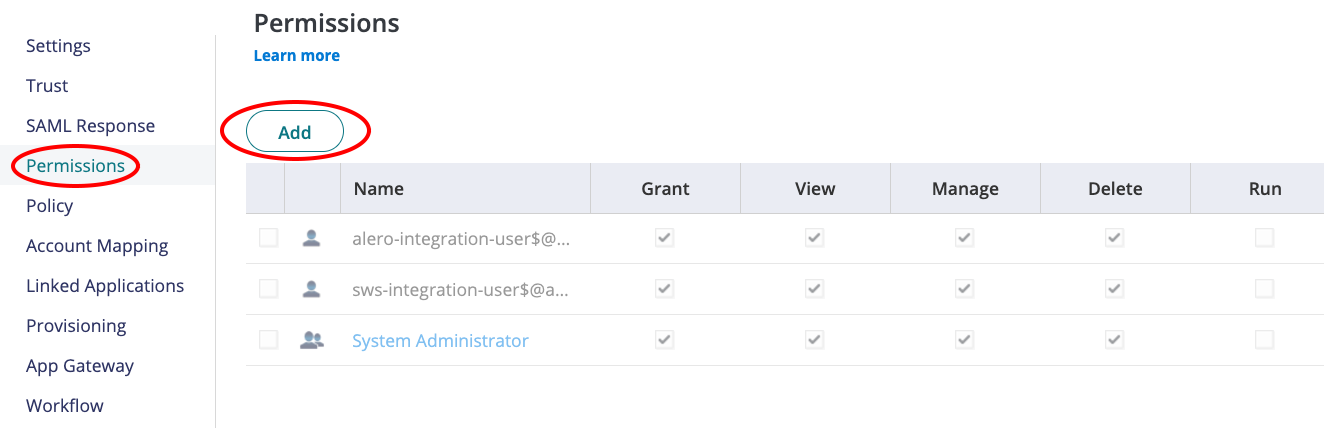 Permissions
Learn more
Settings
Trust
SAML Response
Permissions
Policy
Account Mapping
Linked Applications
Provisioning
App Gateway
Workflow
Add
Name Grant View Manage Delete Run
alero-integration-user$@...
sws-integration-user$@a...
System Administrator